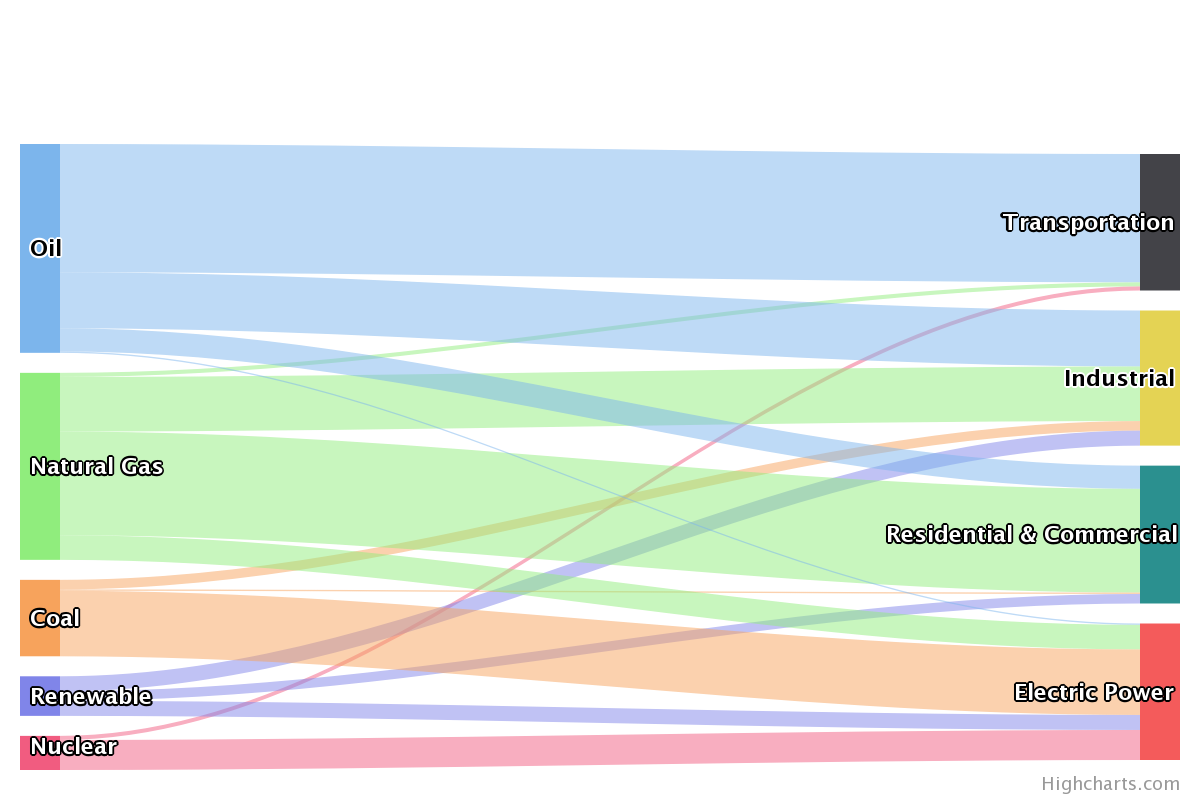 Oil
Natural Gas
Coal
Renewable
Nuclear
Transportation
Industrial
Residential & Commercial
Electric Power
Highcharts.com